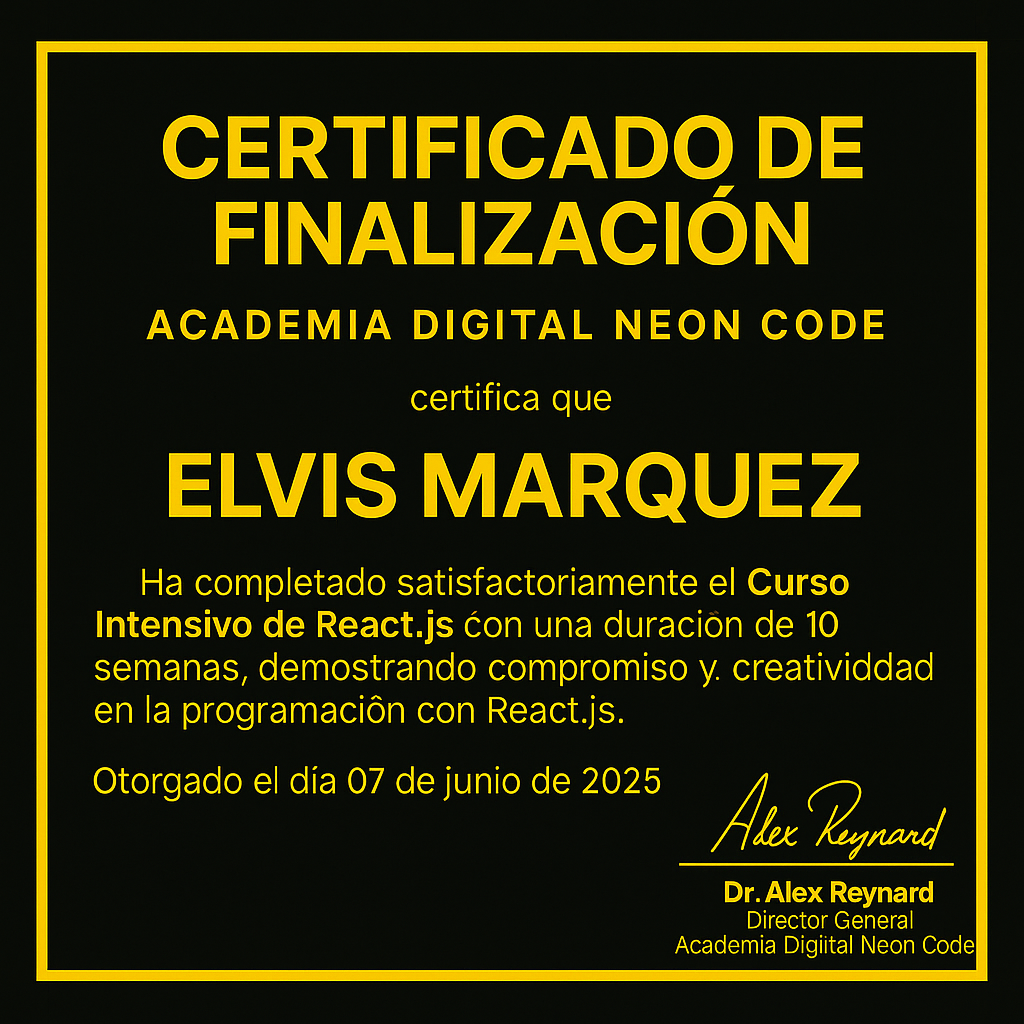 CERTIFICADO DE
FINALIZACIÓN
ACADEMIA DIGITAL NEON CODE
certifica que
ELVIS MARQUEZ
Ha completado satisfactoriamente el Curso
Intensivo de React.js ćon una duraciõn de 10
semanas, demostrando compromiso y. creatividdad
en la programaciôn con React.js.
Otorgado el día 07 de junio de 2025
Alex Reynard
Dr. Alex Reynard
Director General
Academia Digiital Neon Code